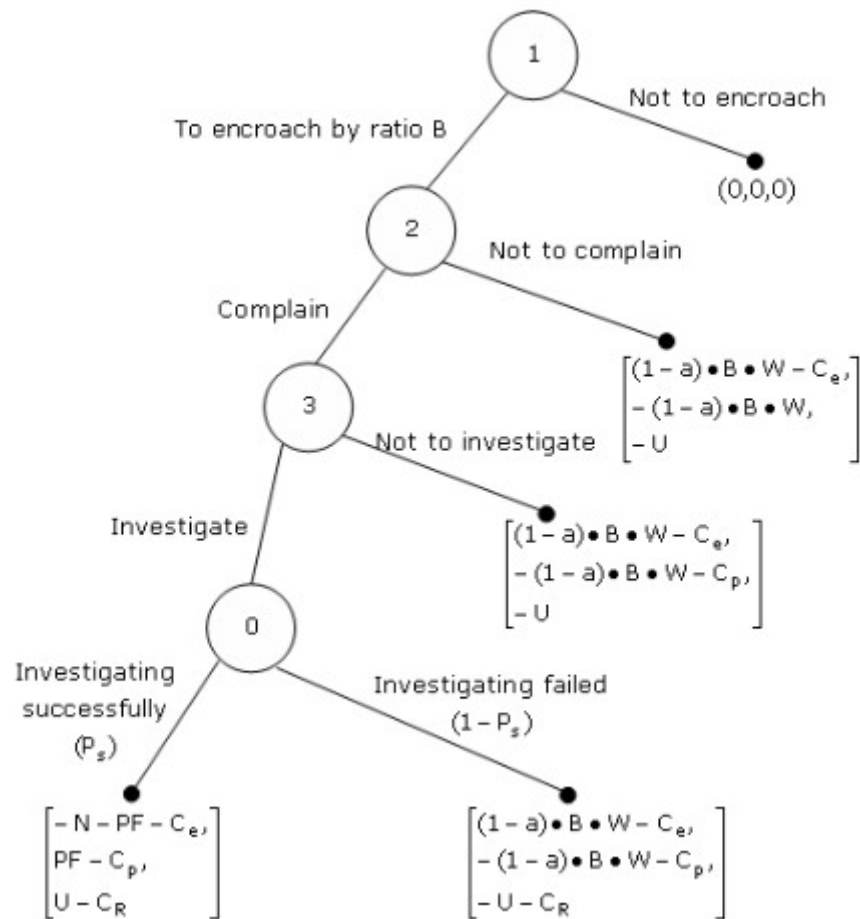 1
Not to encroach
To encroach by ratio B
(0,0,0)
2
Not to complain
Complain
(1 – a) • B • W – Cₑ,
– (1 – a) • B • W,
– U
3
Not to investigate
Investigate
(1 – a) • B • W – Cₑ,
– (1 – a) • B • W – Cₚ,
– U
0
Investigating
successfully
(Pₛ)
Investigating failed
(1 – Pₛ)
– N – PF – Cₑ,
PF – Cₚ,
U – C_R
(1 – a) • B • W – Cₑ,
– (1 – a) • B • W – Cₚ,
– U – C_R